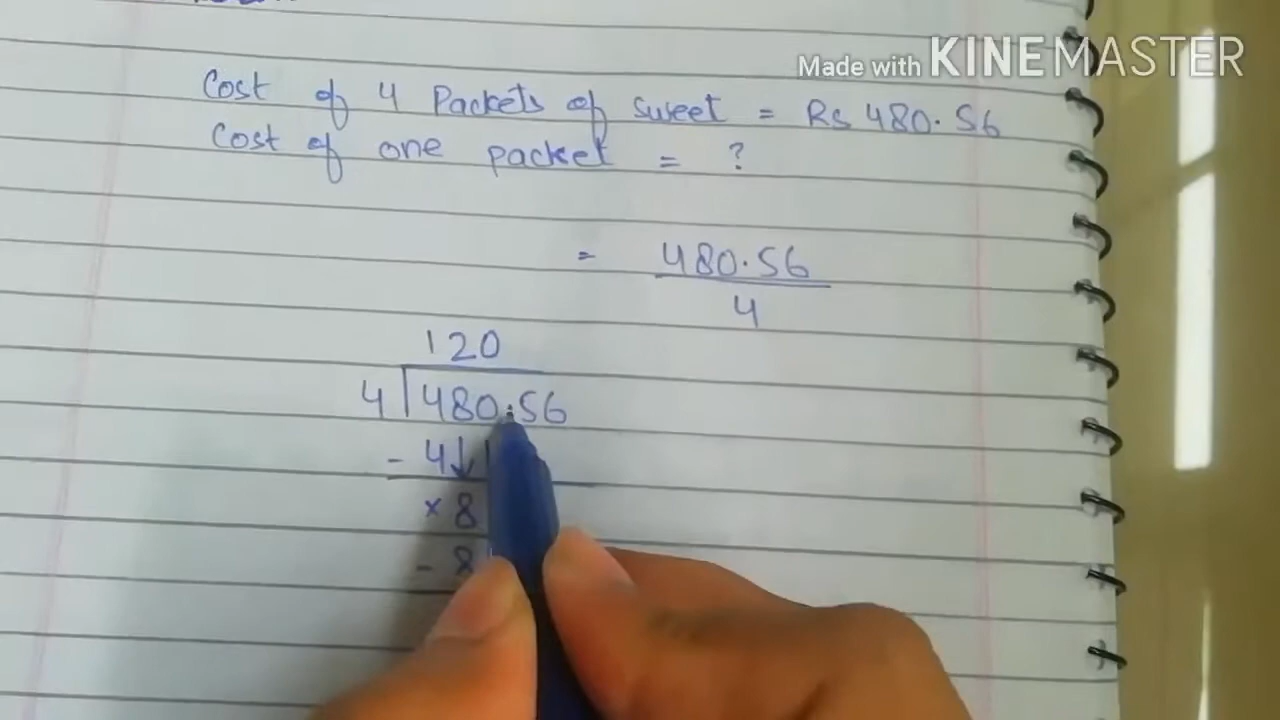 Made with KINEMASTER
Cost of 4 Packets of sweet = Rs 480.56
Cost of one packet = ?
= 480.56
4
120
4 480.56
- 4↓
× 8
- 8